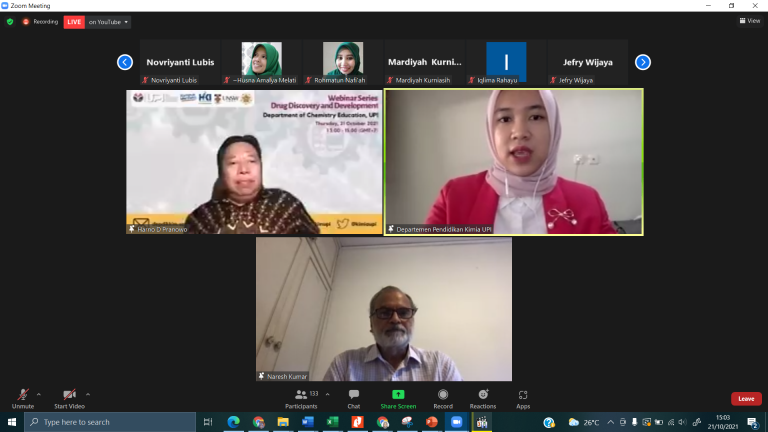 Zoom Meeting
Recording
LIVE on YouTube
View
Novriyanti Lubis
Mardiyah Kurni...
I
Jefry Wijaya
Novriyanti Lubis
~Husna Amalya Melati
Rohmatun Nafi'ah
Mardiyah Kurniasih
Iqlima Rahayu
Jefry Wijaya
Webinar Series
Drug Discovery and Development
Department of Chemistry Education, UPI
Thursday, 21 October 2021
Harno D Pranowo
Departemen Pendidikan Kimia UPI
Naresh Kumar
Unmute
Start Video
133
Participants
Chat
Share Screen
Record
Reactions
Apps
Leave
Type here to search
26°C
15:03
21/10/2021
2